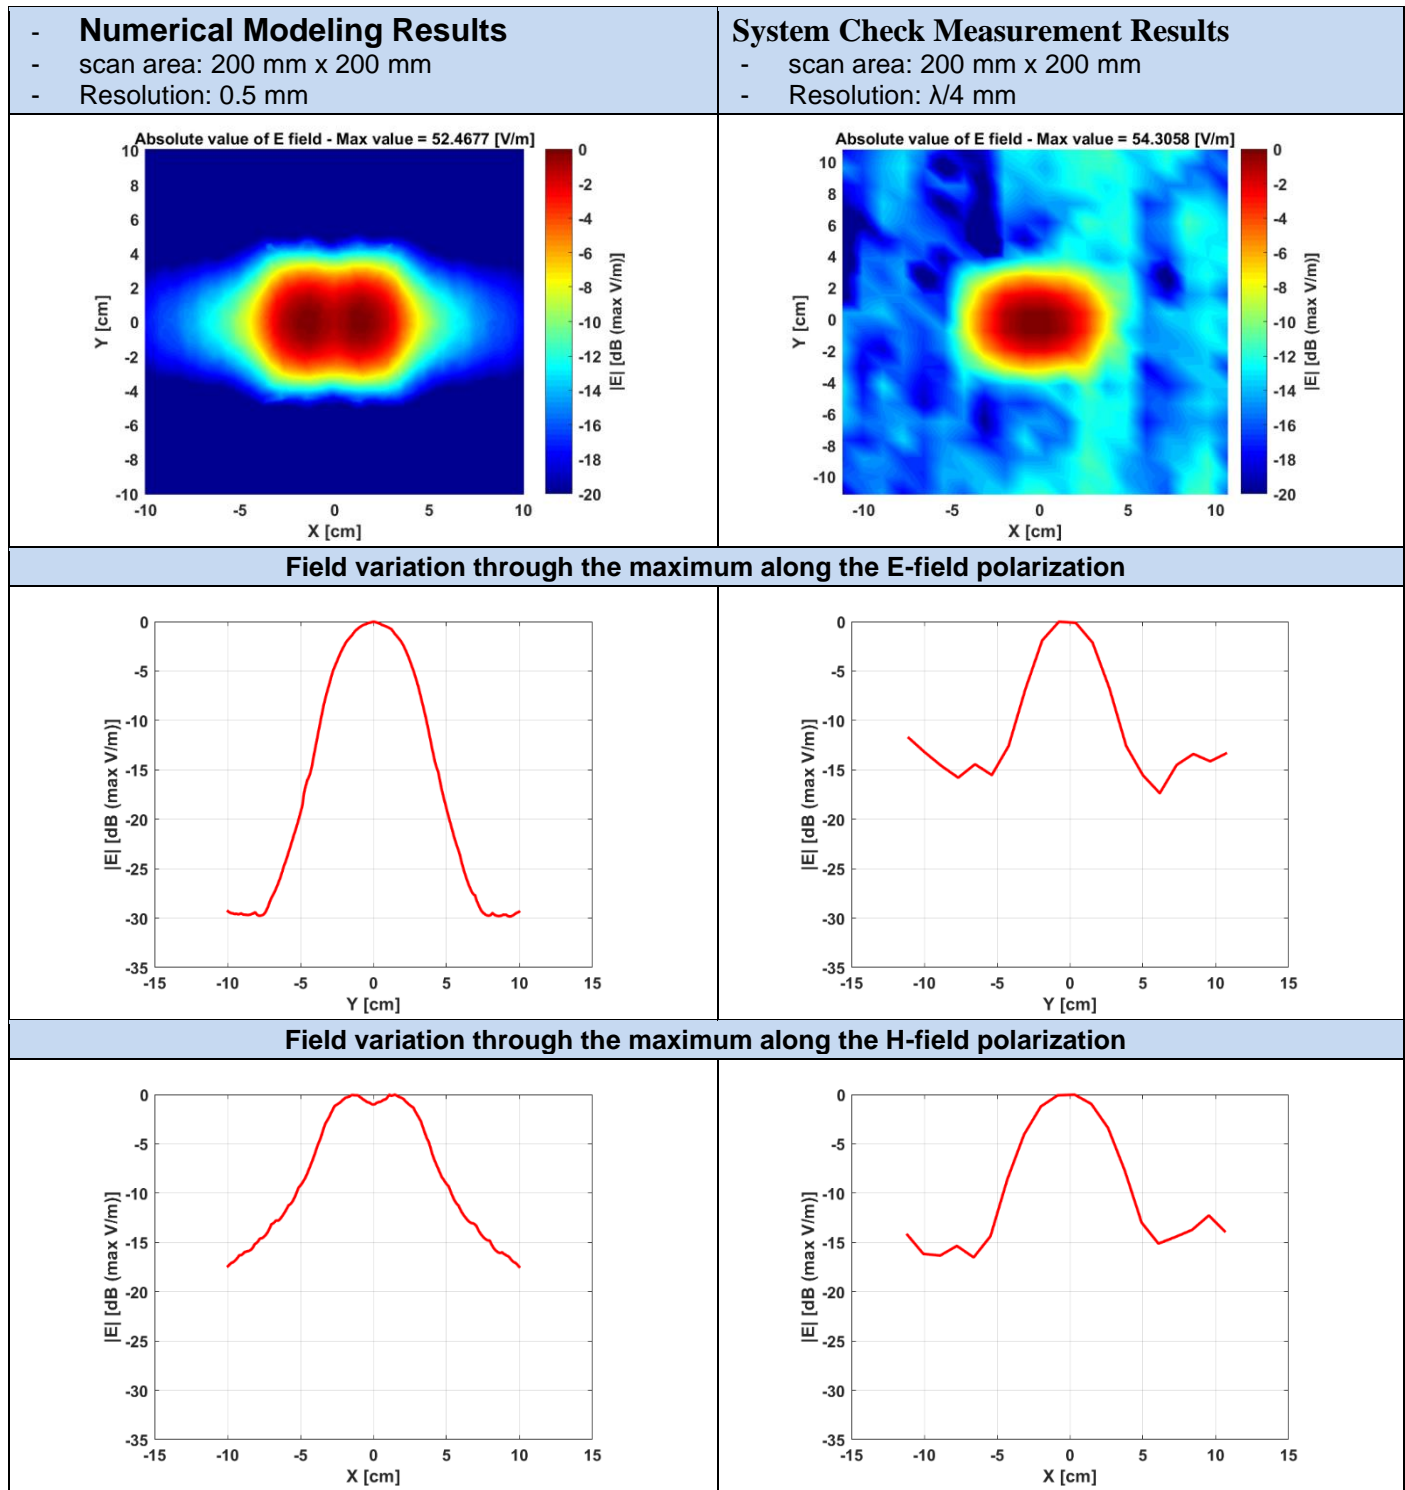 - Numerical Modeling Results
- scan area: 200 mm x 200 mm
- Resolution: 0.5 mm
System Check Measurement Results
- scan area: 200 mm x 200 mm
- Resolution: λ/4 mm
Absolute value of E field - Max value = 52.4677 [V/m]
10
8
6
4
2
0
-2
-4
-6
-8
-10
Y [cm]
-10 -5 0 5 10
X [cm]
0
-2
-4
-6
-8
-10
-12
-14
-16
-18
-20
|E| [dB (max V/m)]
Absolute value of E field - Max value = 54.3058 [V/m]
10
8
6
4
2
0
-2
-4
-6
-8
-10
Y [cm]
-10 -5 0 5 10
X [cm]
0
-2
-4
-6
-8
-10
-12
-14
-16
-18
-20
|E| [dB (max V/m)]
Field variation through the maximum along the E-field polarization
0
-5
-10
-15
-20
-25
-30
-35
|E| [dB (max V/m)]
-15 -10 -5 0 5 10 15
Y [cm]
0
-5
-10
-15
-20
-25
-30
-35
|E| [dB (max V/m)]
-15 -10 -5 0 5 10 15
Y [cm]
Field variation through the maximum along the H-field polarization
0
-5
-10
-15
-20
-25
-30
-35
|E| [dB (max V/m)]
-15 -10 -5 0 5 10 15
X [cm]
0
-5
-10
-15
-20
-25
-30
-35
|E| [dB (max V/m)]
-15 -10 -5 0 5 10 15
X [cm]